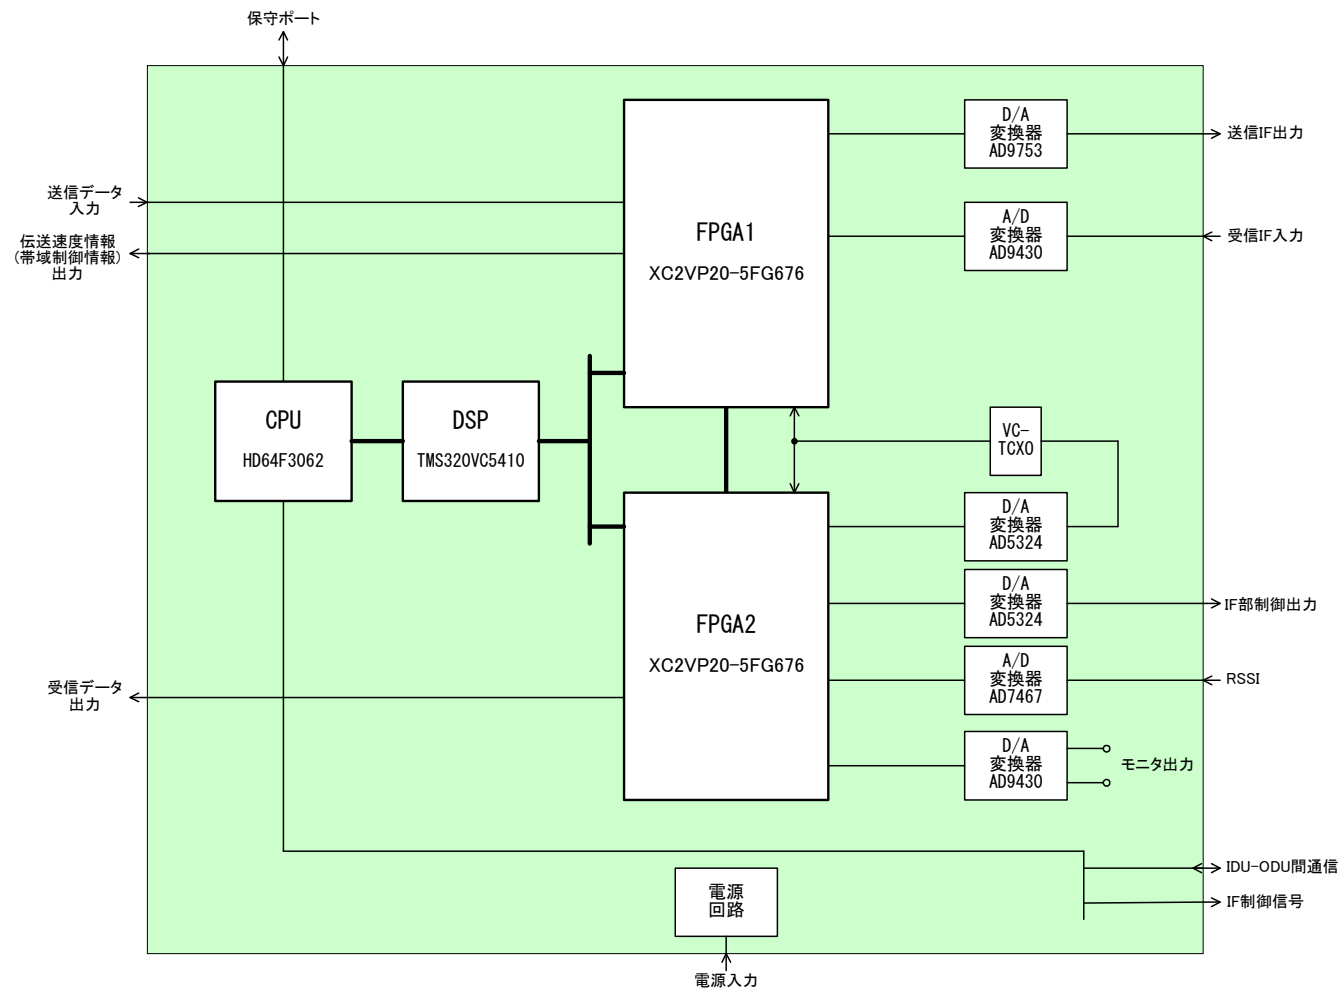 保守ポート
送信データ
入力
伝送速度情報
(帯域制御情報)
出力
FPGA1
XC2VP20-5FG676
D/A
変換器
AD9753
送信IF出力
A/D
変換器
AD9430
受信IF入力
CPU
HD64F3062
DSP
TMS320VC5410
VC-
TCXO
D/A
変換器
AD5324
FPGA2
XC2VP20-5FG676
D/A
変換器
AD5324
IF部制御出力
A/D
変換器
AD7467
RSSI
受信データ
出力
D/A
変換器
AD9430
モニタ出力
IDU-ODU間通信
IF制御信号
電源
回路
電源入力